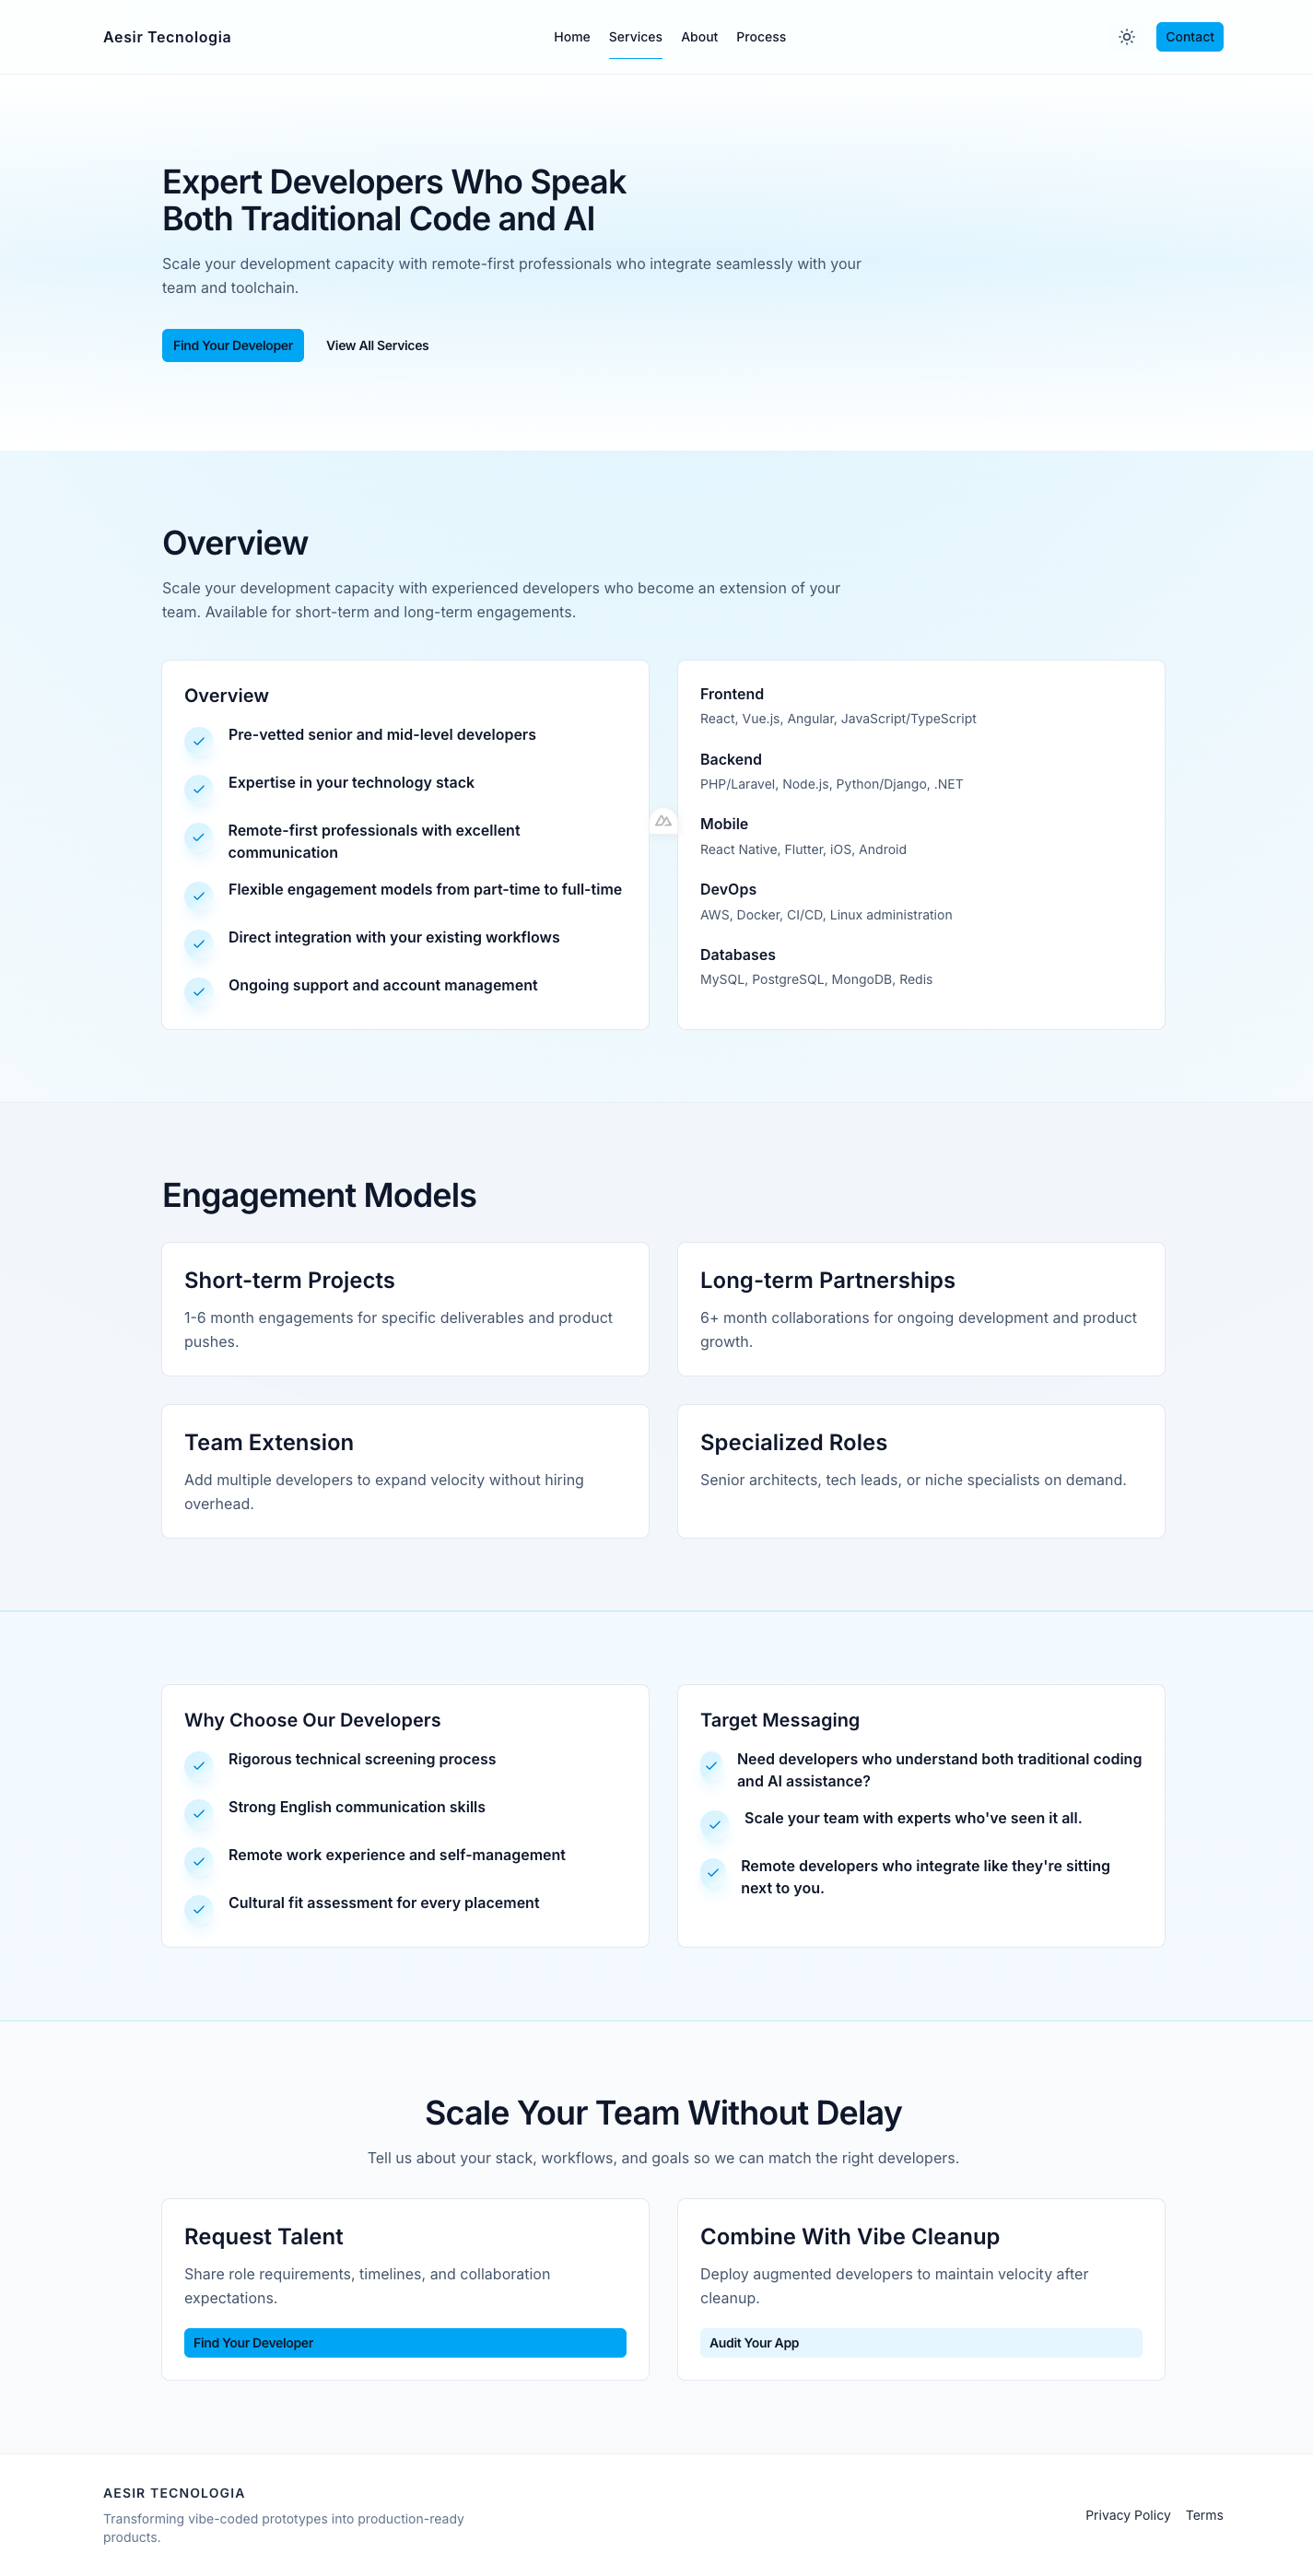 Aesir Tecnologia
Home Services About Process
Contact
Expert Developers Who Speak
Both Traditional Code and AI
Scale your development capacity with remote-first professionals who integrate seamlessly with your
team and toolchain.
Find Your Developer View All Services
Overview
Scale your development capacity with experienced developers who become an extension of your
team. Available for short-term and long-term engagements.
Overview
Pre-vetted senior and mid-level developers
Expertise in your technology stack
Remote-first professionals with excellent
communication
Flexible engagement models from part-time to full-time
Direct integration with your existing workflows
Ongoing support and account management
Frontend
React, Vue.js, Angular, JavaScript/TypeScript
Backend
PHP/Laravel, Node.js, Python/Django, .NET
Mobile
React Native, Flutter, iOS, Android
DevOps
AWS, Docker, CI/CD, Linux administration
Databases
MySQL, PostgreSQL, MongoDB, Redis
Engagement Models
Short-term Projects
1-6 month engagements for specific deliverables and product
pushes.
Long-term Partnerships
6+ month collaborations for ongoing development and product
growth.
Team Extension
Add multiple developers to expand velocity without hiring
overhead.
Specialized Roles
Senior architects, tech leads, or niche specialists on demand.
Why Choose Our Developers
Rigorous technical screening process
Strong English communication skills
Remote work experience and self-management
Cultural fit assessment for every placement
Target Messaging
Need developers who understand both traditional coding
and AI assistance?
Scale your team with experts who've seen it all.
Remote developers who integrate like they're sitting
next to you.
Scale Your Team Without Delay
Tell us about your stack, workflows, and goals so we can match the right developers.
Request Talent
Share role requirements, timelines, and collaboration
expectations.
Find Your Developer
Combine With Vibe Cleanup
Deploy augmented developers to maintain velocity after
cleanup.
Audit Your App
AESIR TECNOLOGIA
Transforming vibe-coded prototypes into production-ready
products.
Privacy Policy Terms